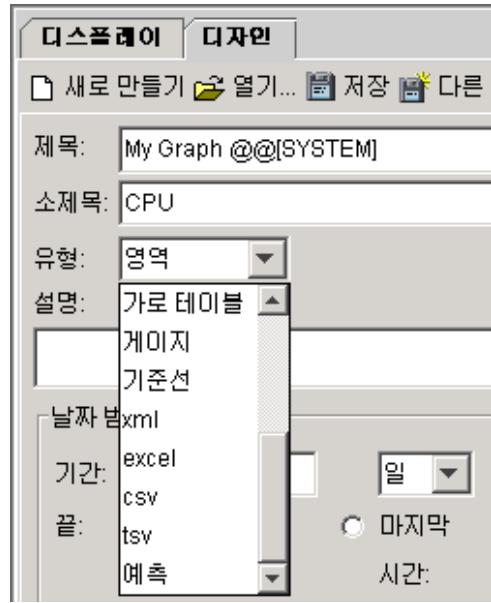 디스플레이 디자인
새로 만들기 열기... 저장 다른
제목: My Graph @@[SYSTEM]
소제목: CPU
유형: 영역
설명: 가로 테이블
게이지
기준선
날짜 범
xml
기간: excel 일
csv
끝: tsv 마지막
예측 시간: